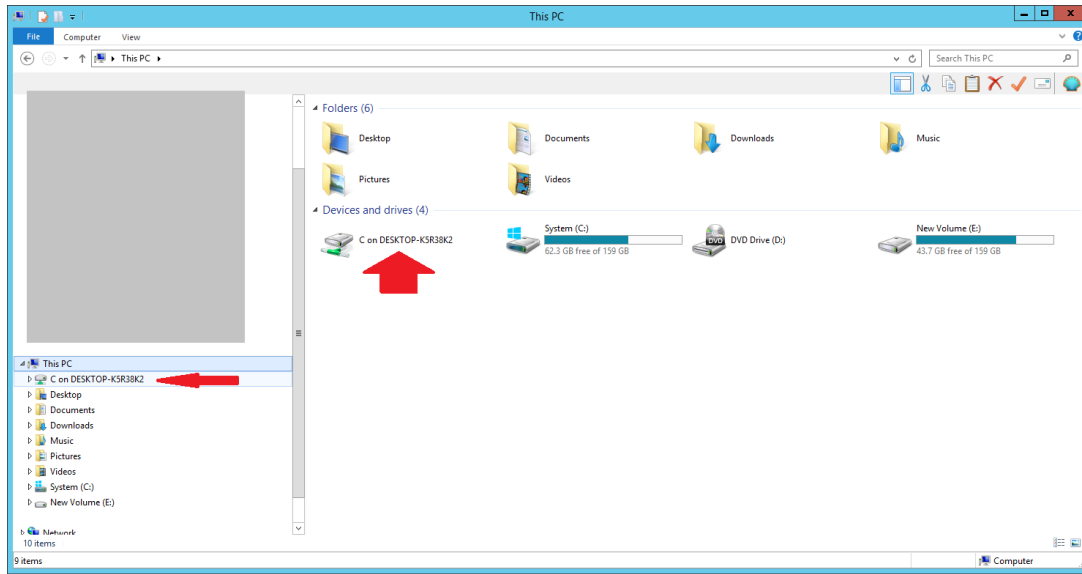 This PC
File Computer View
This PC
Search This PC
Folders (6)
Desktop
Documents
Downloads
Music
Pictures
Videos
Devices and drives (4)
C on DESKTOP-K5R38K2
System (C:)
62.3 GB free of 159 GB
DVD
DVD Drive (D:)
New Volume (E:)
43.7 GB free of 159 GB
This PC
C on DESKTOP-K5R38K2
Desktop
Documents
Downloads
Music
Pictures
Videos
System (C:)
New Volume (E:)
Network
10 items
9 items
Computer